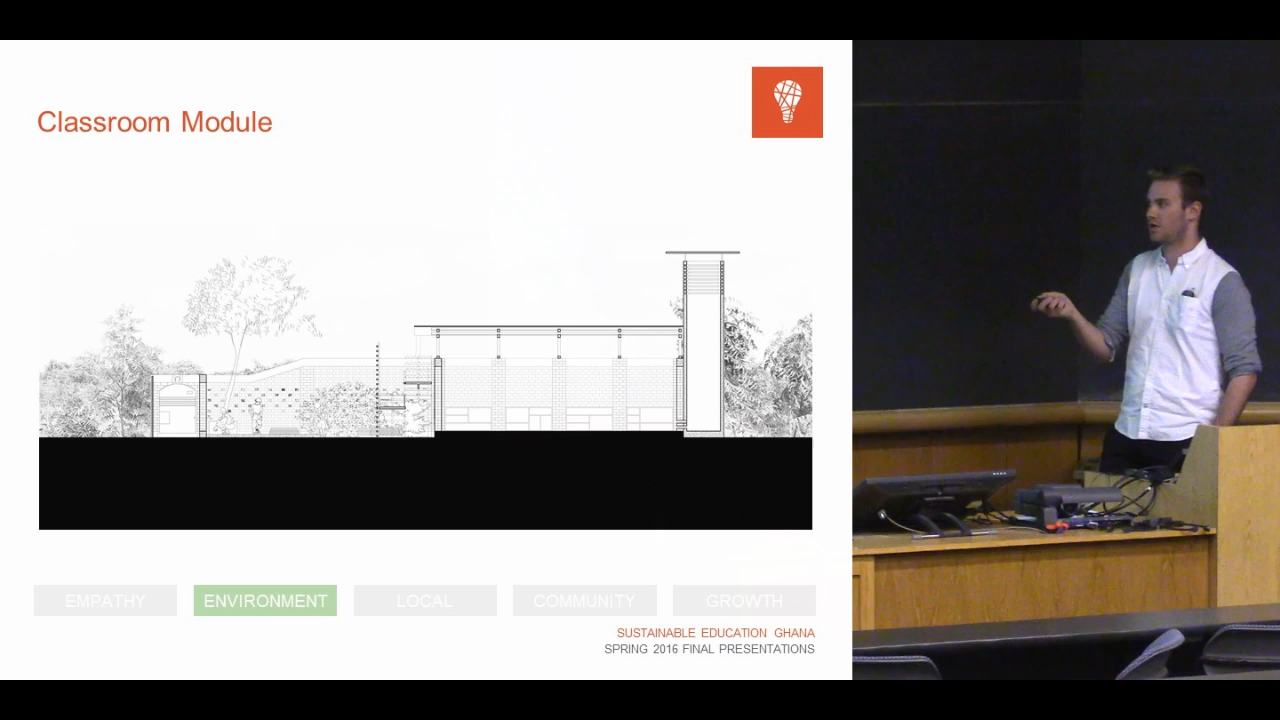 Classroom Module
EMPATHY
ENVIRONMENT
LOCAL
COMMUNITY
GROWTH
SUSTAINABLE EDUCATION GHANA
SPRING 2016 FINAL PRESENTATIONS